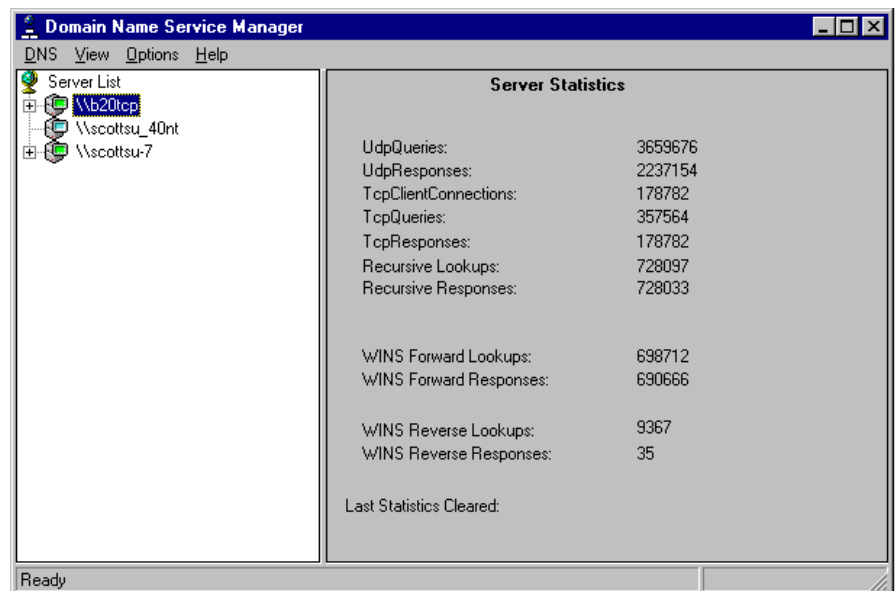 Domain Name Service Manager
DNS View Options Help
Server List
\\b20tcp
\\scottsu_40nt
\\scottsu-7
Server Statistics
UdpQueries: 3659676
UdpResponses: 2237154
TcpClientConnections: 178782
TcpQueries: 357564
TcpResponses: 178782
Recursive Lookups: 728097
Recursive Responses: 728033
WINS Forward Lookups: 698712
WINS Forward Responses: 690666
WINS Reverse Lookups: 9367
WINS Reverse Responses: 35
Last Statistics Cleared:
Ready